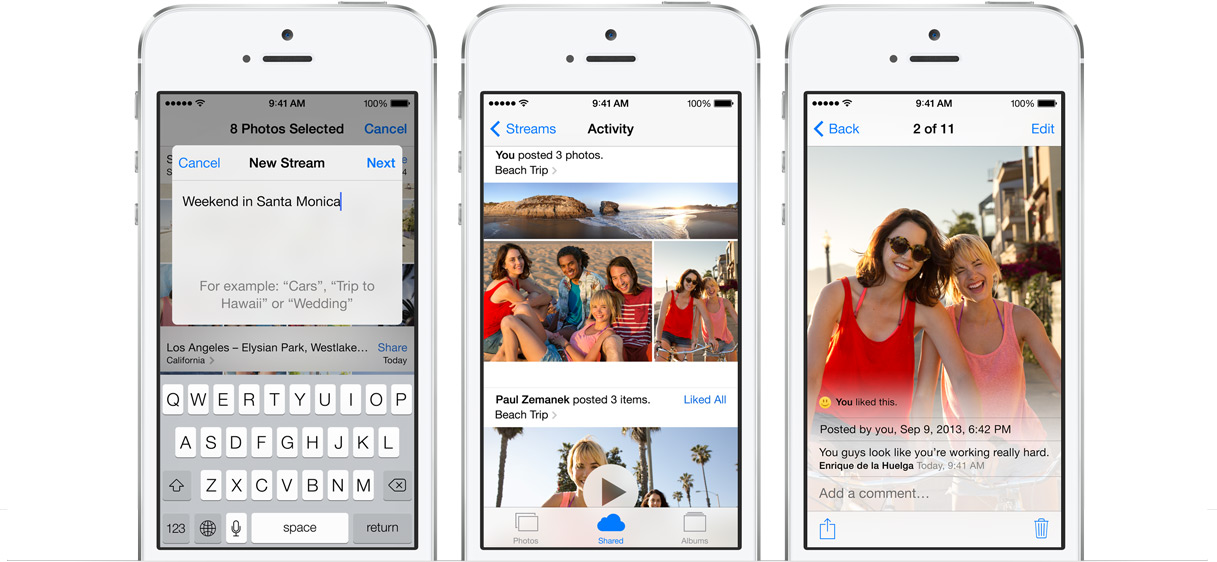 9:41 AM
100%
8 Photos Selected
Cancel
Cancel
New Stream
Next
Weekend in Santa Monica
For example: “Cars”, “Trip to
Hawaii” or “Wedding”
Los Angeles – Elysian Park, Westlake…
Share
California
Today
Q W E R T Y U I O P
A S D F G H J K L
Z X C V B N M
123
space
return
9:41 AM
100%
Streams
Activity
You posted 3 photos.
Beach Trip
Paul Zemanek posted 3 items.
Liked All
Beach Trip
Photos
Shared
Albums
9:41 AM
100%
Back
2 of 11
Edit
You liked this.
Posted by you, Sep 9, 2013, 6:42 PM
You guys look like you’re working really hard.
Enrique de la Huelga Today, 9:41 AM
Add a comment…